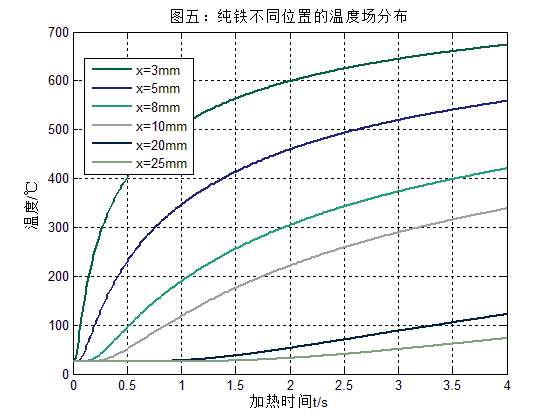 图五：纯铁不同位置的温度场分布
700
600
500
400
300
200
100
0
温度/℃
x=3mm
x=5mm
x=8mm
x=10mm
x=20mm
x=25mm
0 0.5 1 1.5 2 2.5 3 3.5 4
加热时间t/s